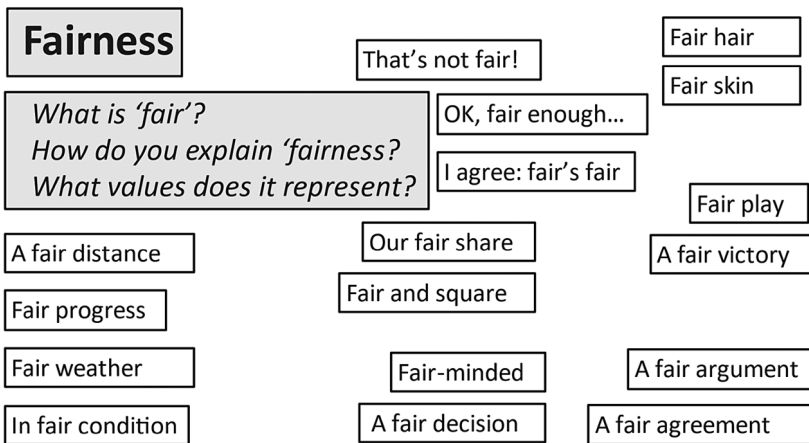 Fairness
What is ‘fair’?
How do you explain ‘fairness?
What values does it represent?
That’s not fair!
OK, fair enough…
I agree: fair’s fair
Fair hair
Fair skin
Fair play
A fair victory
Our fair share
Fair and square
A fair distance
Fair progress
Fair weather
In fair condition
Fair-minded
A fair decision
A fair argument
A fair agreement